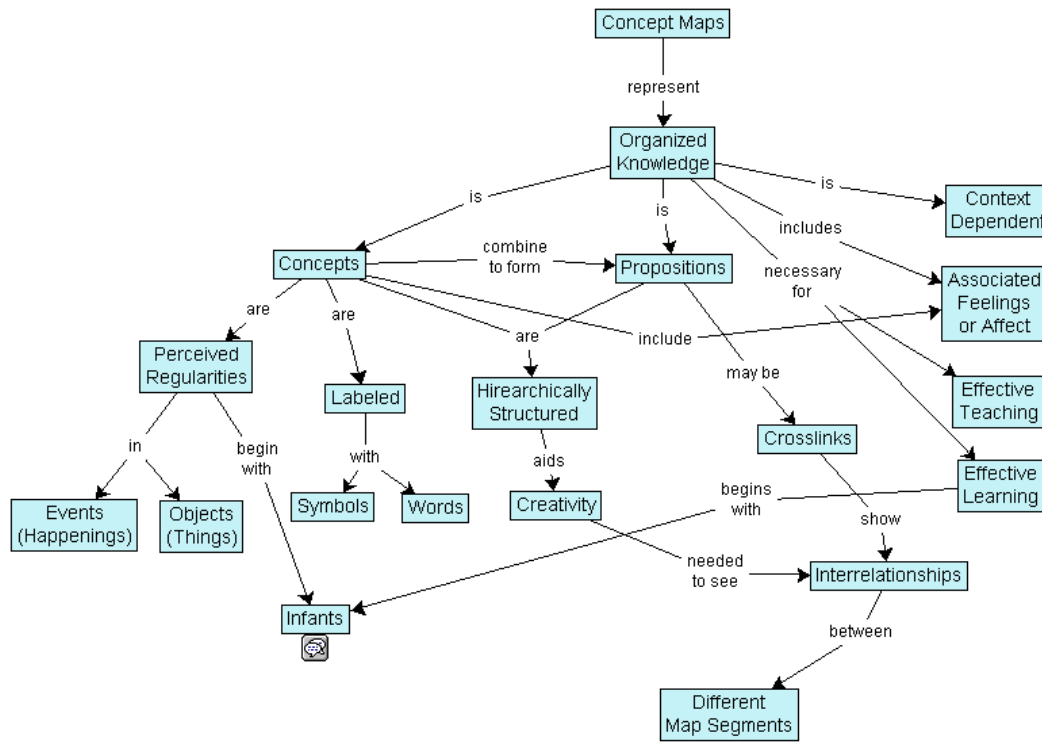 Concept Maps
represent
Organized
Knowledge
is
is
is
Context
Dependent
includes
combine
to form
Concepts
Propositions
necessary
for
Associated
Feelings
or Affect
are
are
are
include
Perceived
Regularities
may be
Labeled
Hirearchically
Structured
Effective
Teaching
Crosslinks
in
begin
with
with
aids
Effective
Learning
Events
(Happenings)
Objects
(Things)
Symbols
Words
Creativity
begins
with
show
needed
to see
Interrelationships
Infants
between
Different
Map Segments